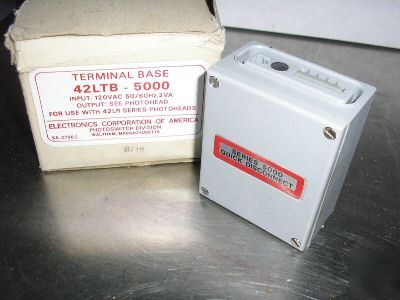 TERMINAL BASE
42LTB - 5000
INPUT: 120VAC 50/60Hz, 2VA
OUTPUT: SEE PHOTOHEAD
FOR USE WITH 42LR SERIES PHOTOHEADS
ELECTRONICS CORPORATION OF AMERICA
PHOTOSWITCH DIVISION
WALTHAM, MASSACHUSETTS
8/78
SERIES 5000
QUICK DISCONNECT